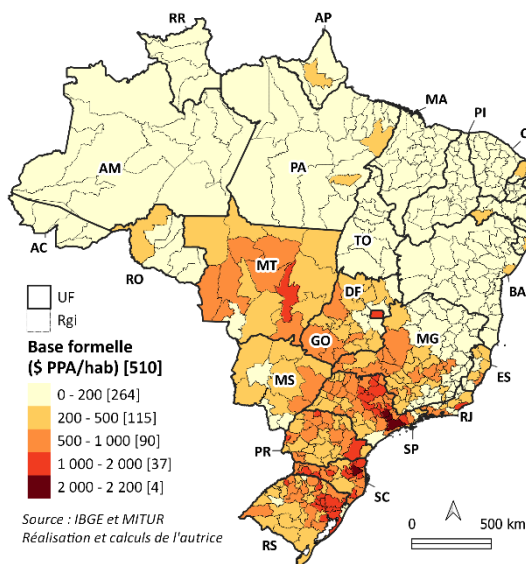 RR
AP
MA
PI
C
AM
PA
AC
TO
RO
MT
BA
DF
GO
MG
MS
ES
RJ
SP
PR
SC
RS
UF
Rgi
Base formelle
($ PPA/hab) [510]
0 - 200 [264]
200 - 500 [115]
500 - 1 000 [90]
1 000 - 2 000 [37]
2 000 - 2 200 [4]
Source : IBGE et MITUR
Réalisation et calculs de l'autrice
0 500 km